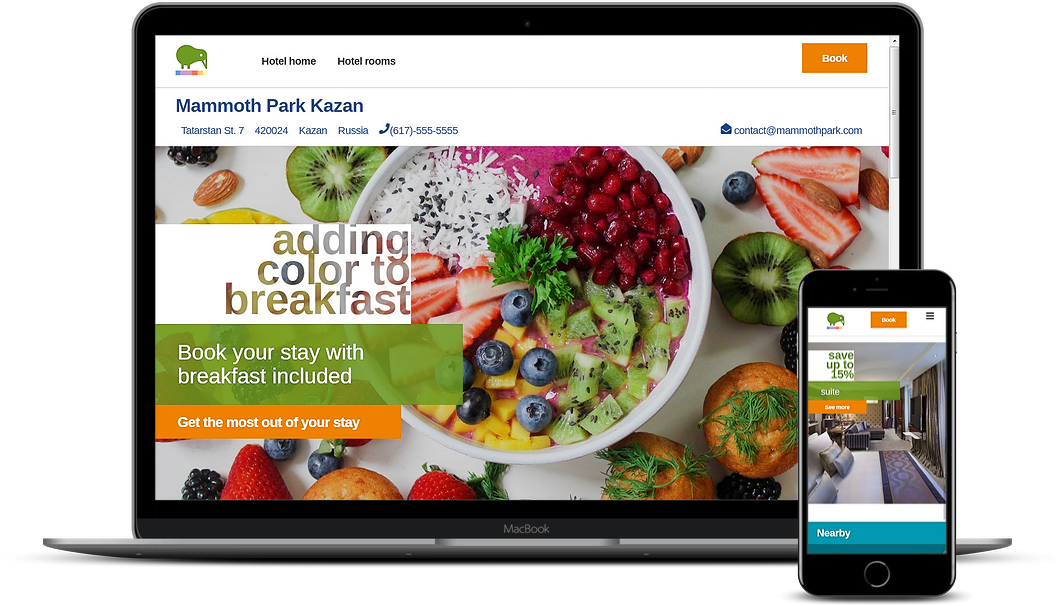 Hotel home Hotel rooms Book
Mammoth Park Kazan
Tatarstan St. 7 420024 Kazan Russia (617)-555-5555 contact@mammothpark.com
adding
color to
breakfast
Book your stay with
breakfast included
Get the most out of your stay
MacBook
Book
save
up to
15%
suite
See more
Nearby